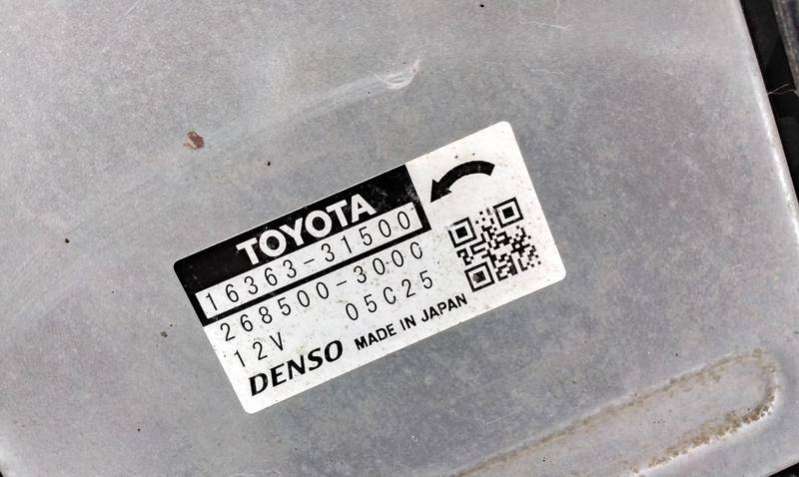 TOYOTA
16363-31500
268500-3000
12V 05C25
DENSO MADE IN JAPAN